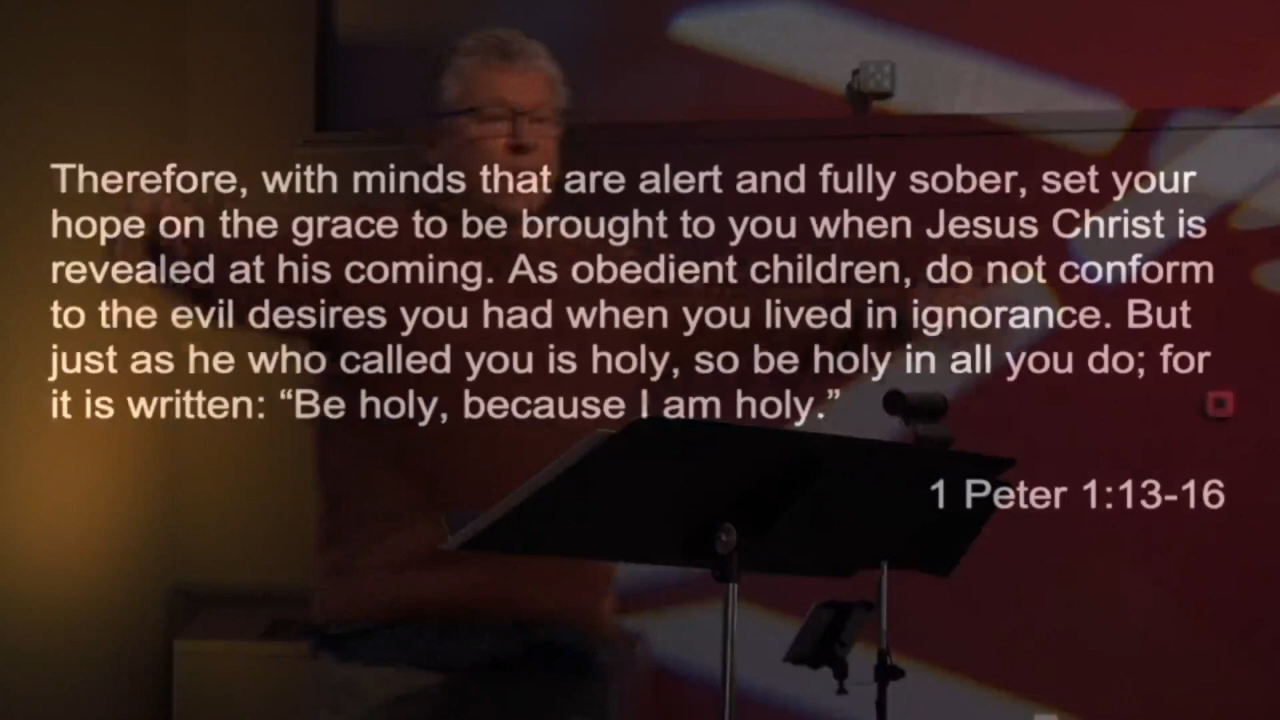 Therefore, with minds that are alert and fully sober, set your
hope on the grace to be brought to you when Jesus Christ is
revealed at his coming. As obedient children, do not conform
to the evil desires you had when you lived in ignorance. But
just as he who called you is holy, so be holy in all you do; for
it is written: “Be holy, because I am holy.”
1 Peter 1:13-16